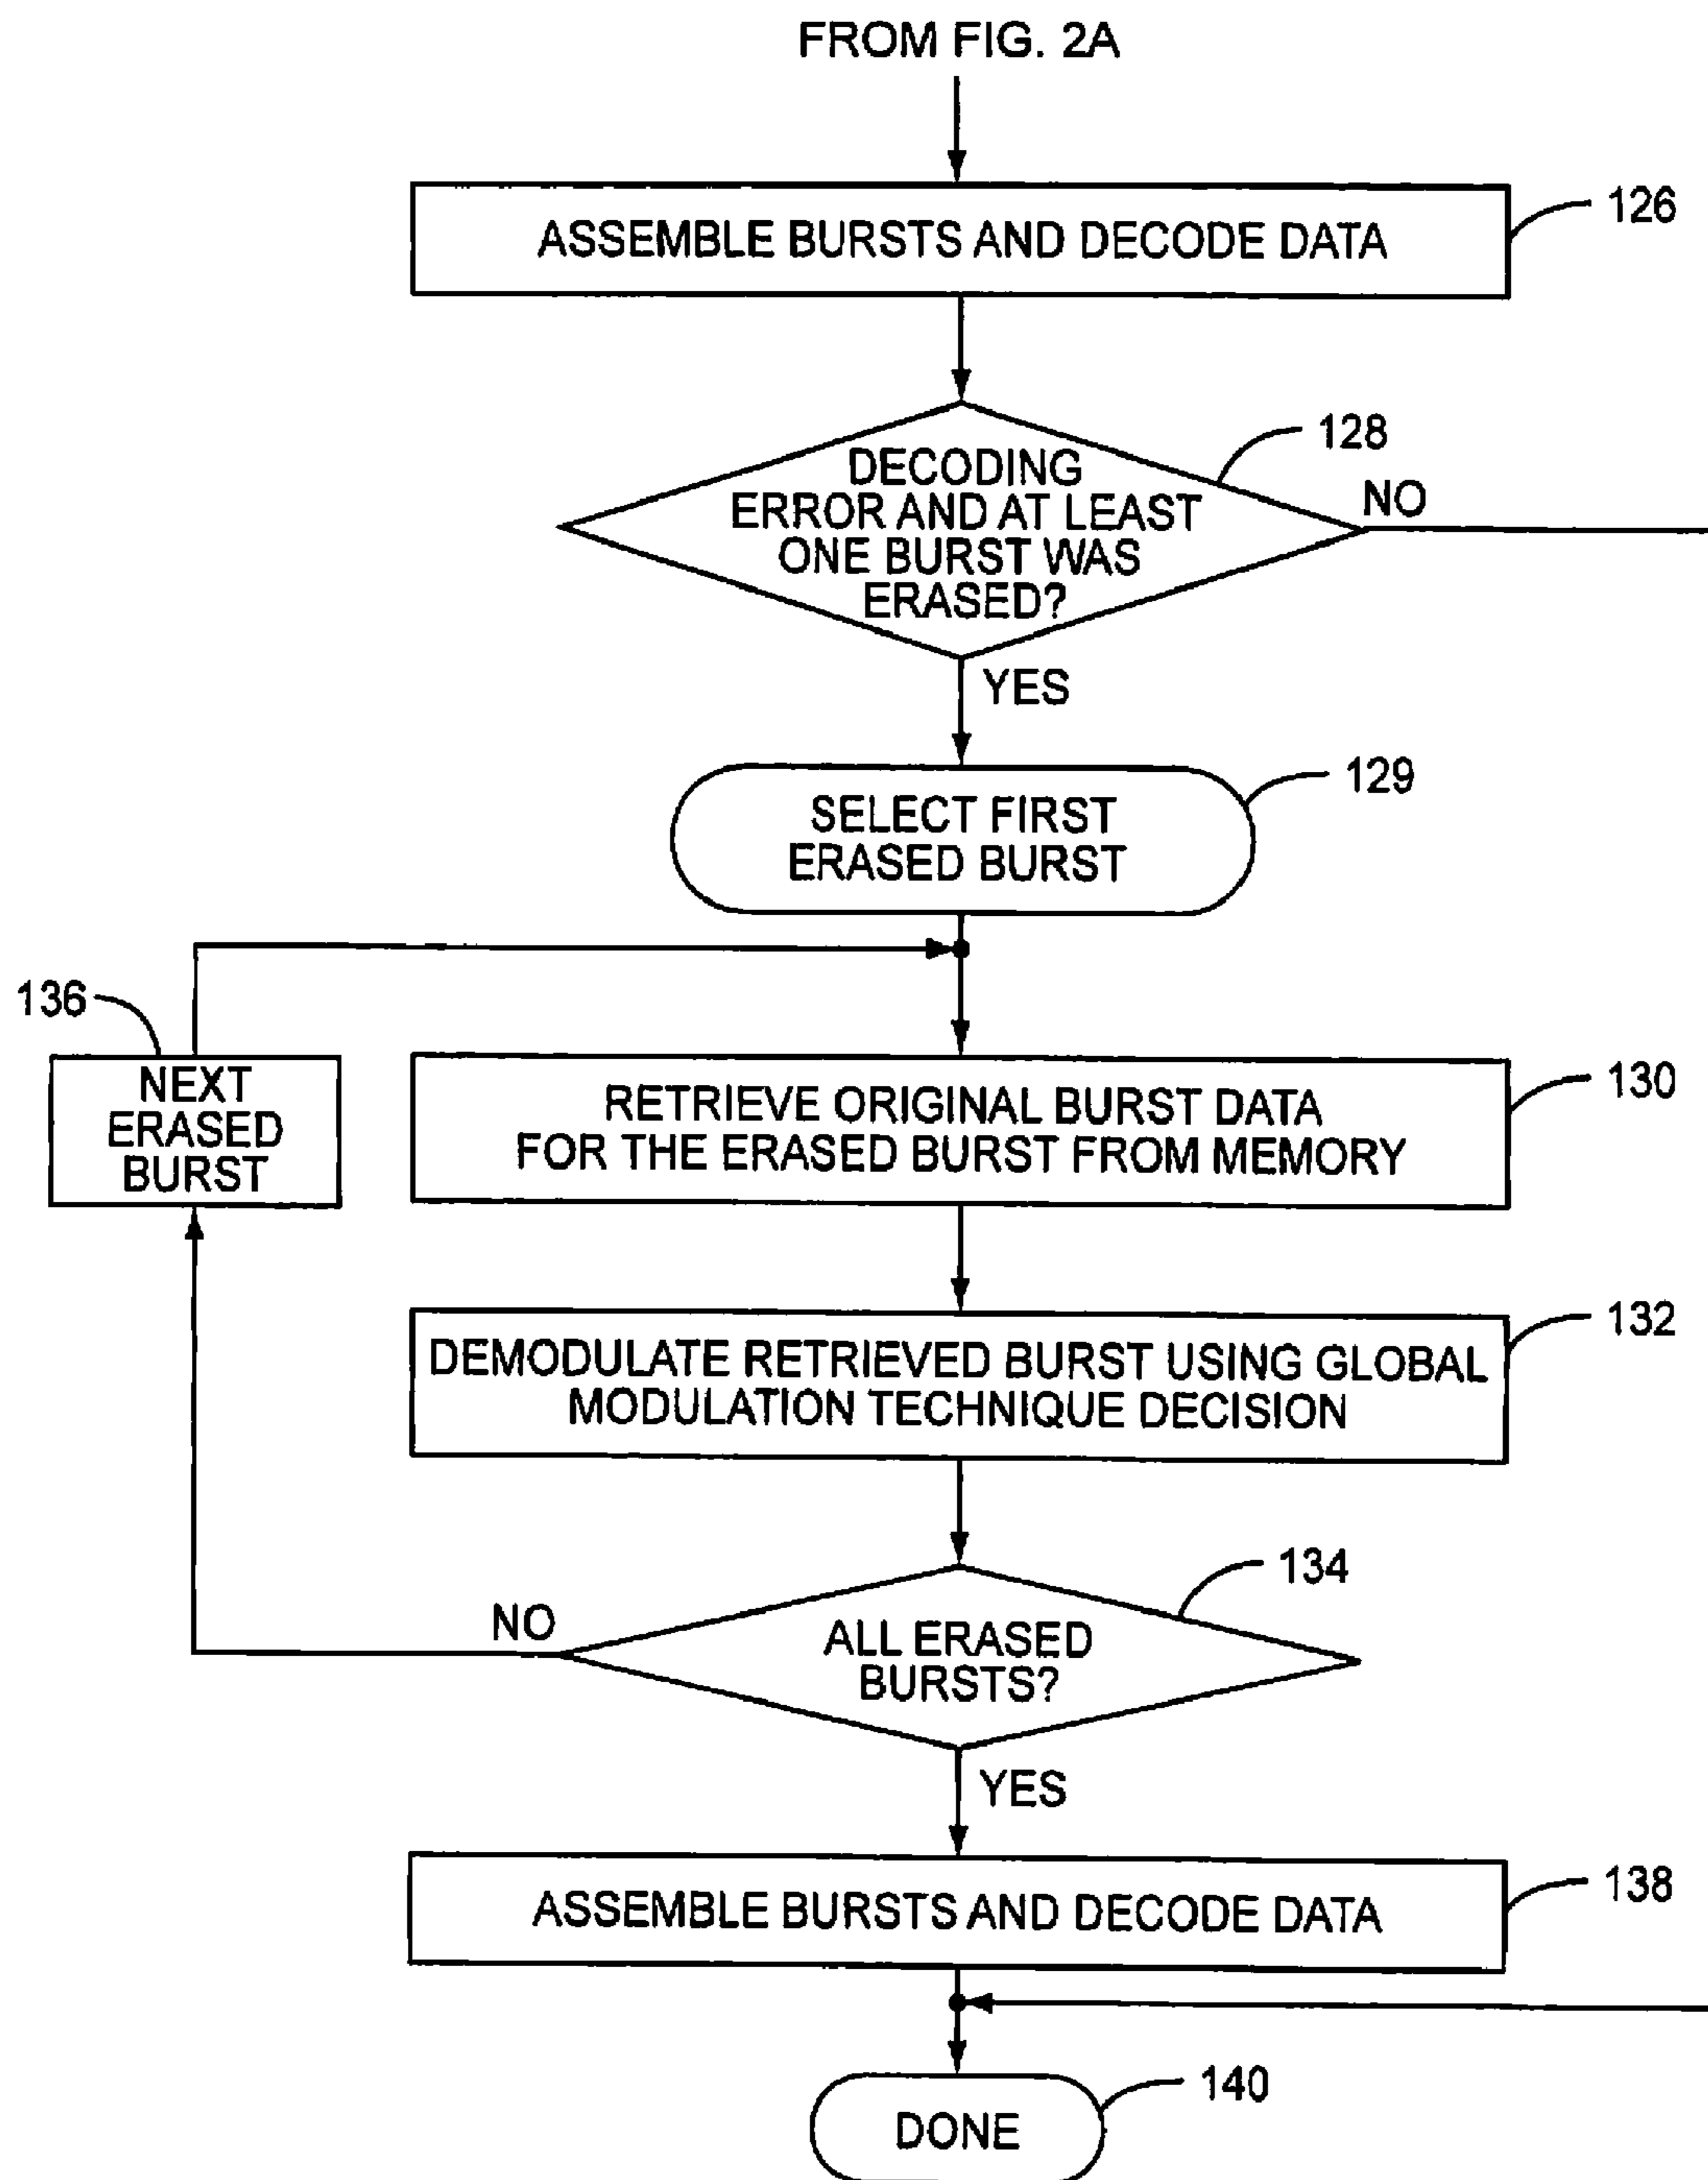 FROM FIG. 2A
ASSEMBLE BURSTS AND DECODE DATA
126
DECODING
ERROR AND AT LEAST
ONE BURST WAS
ERASED?
128
NO
YES
SELECT FIRST
ERASED BURST
129
136
NEXT
ERASED
BURST
RETRIEVE ORIGINAL BURST DATA
FOR THE ERASED BURST FROM MEMORY
130
DEMODULATE RETRIEVED BURST USING GLOBAL
MODULATION TECHNIQUE DECISION
132
ALL ERASED
BURSTS?
134
NO
YES
ASSEMBLE BURSTS AND DECODE DATA
138
DONE
140